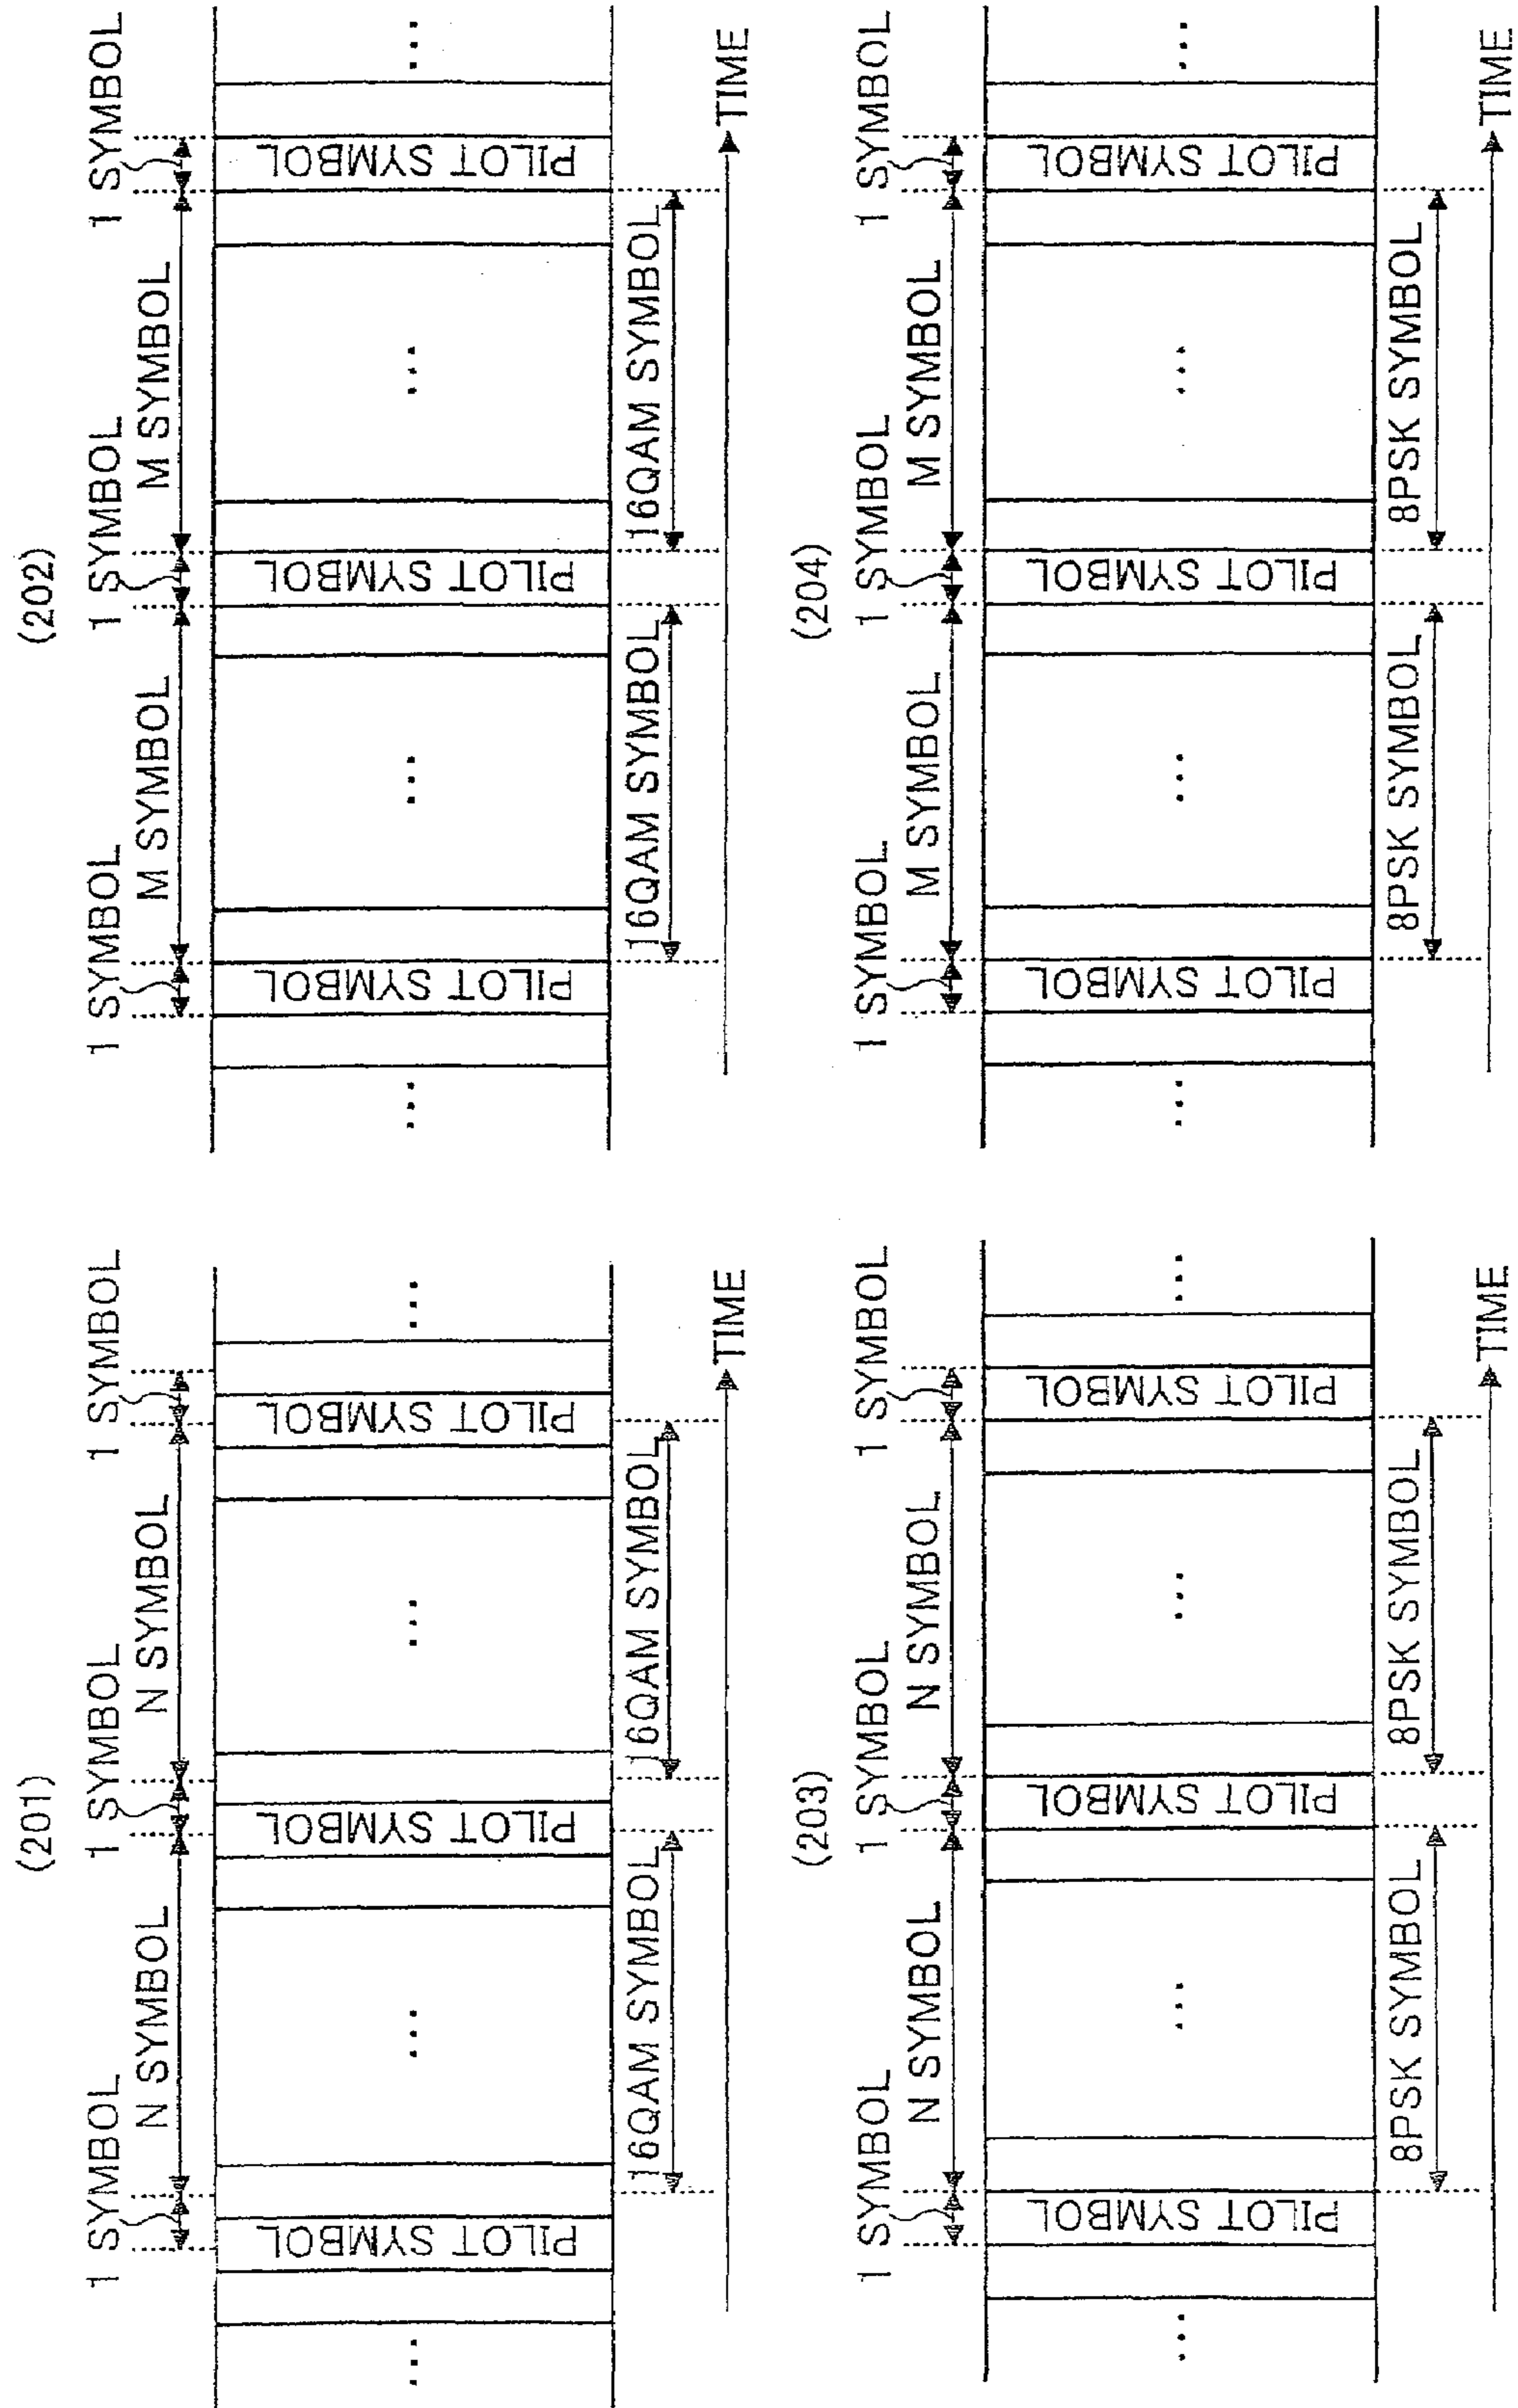 (201)
1 SYMBOL 1 SYMBOL 1 SYMBOL
N SYMBOL N SYMBOL
... PILOT SYMBOL ... PILOT SYMBOL ... PILOT SYMBOL ...
16QAM SYMBOL 16QAM SYMBOL
TIME
(202)
1 SYMBOL 1 SYMBOL 1 SYMBOL
M SYMBOL M SYMBOL
... PILOT SYMBOL ... PILOT SYMBOL ... PILOT SYMBOL ...
16QAM SYMBOL 16QAM SYMBOL
TIME
(203)
1 SYMBOL 1 SYMBOL 1 SYMBOL
N SYMBOL N SYMBOL
... PILOT SYMBOL ... PILOT SYMBOL ... PILOT SYMBOL ...
8PSK SYMBOL 8PSK SYMBOL
TIME
(204)
1 SYMBOL 1 SYMBOL 1 SYMBOL
M SYMBOL M SYMBOL
... PILOT SYMBOL ... PILOT SYMBOL ... PILOT SYMBOL ...
8PSK SYMBOL 8PSK SYMBOL
TIME